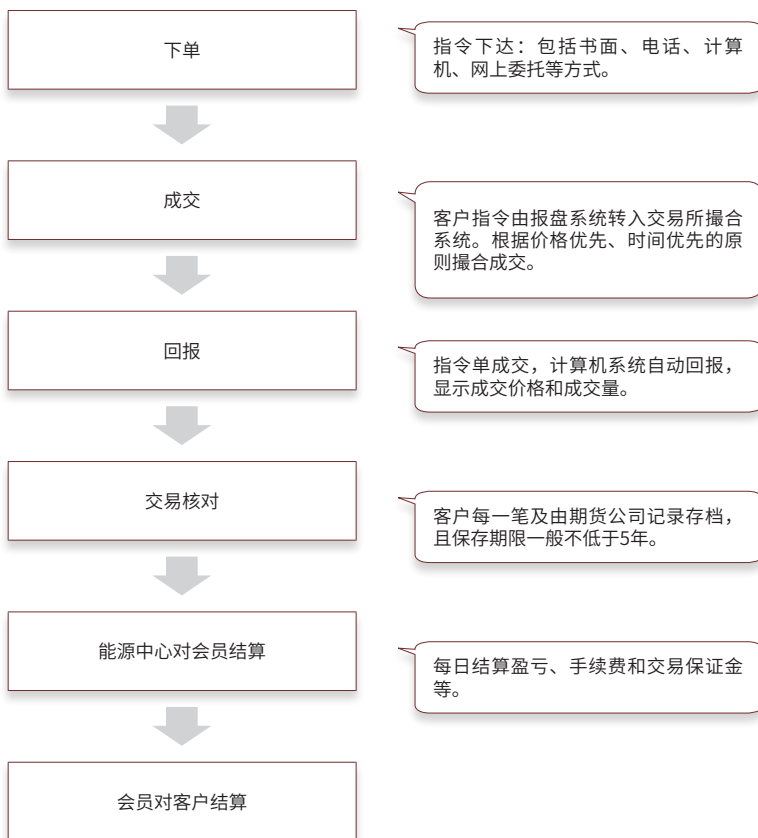 下单
指令下达：包括书面、电话、计算
机、网上委托等方式。
成交
客户指令由报盘系统转入交易所撮合
系统。根据价格优先、时间优先的原
则撮合成交。
回报
指令单成交，计算机系统自动回报，
显示成交价格和成交量。
交易核对
客户每一笔及由期货公司记录存档，
且保存期限一般不低于5年。
能源中心对会员结算
每日结算盈亏、手续费和交易保证金
等。
会员对客户结算